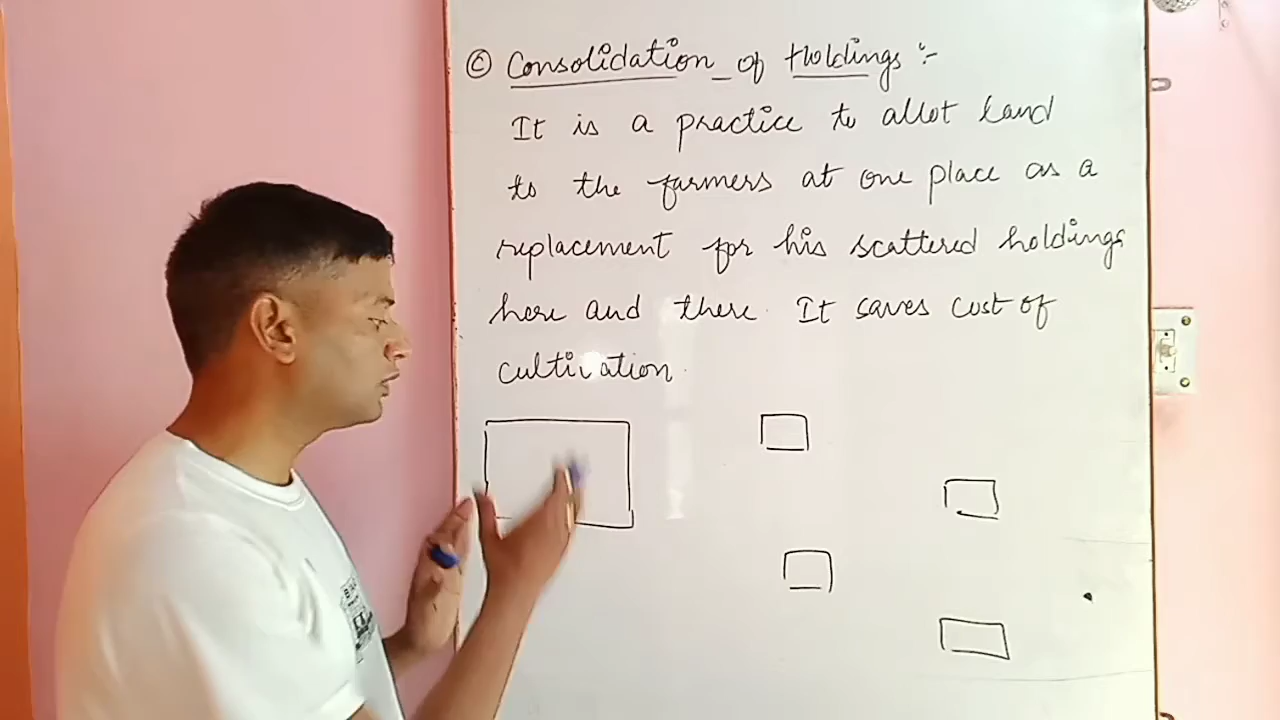 © Consolidation of Holdings :-
It is a practice to allot land
to the farmers at one place as a
replacement for his scattered holdings
here and there. It saves cost of
cultivation.